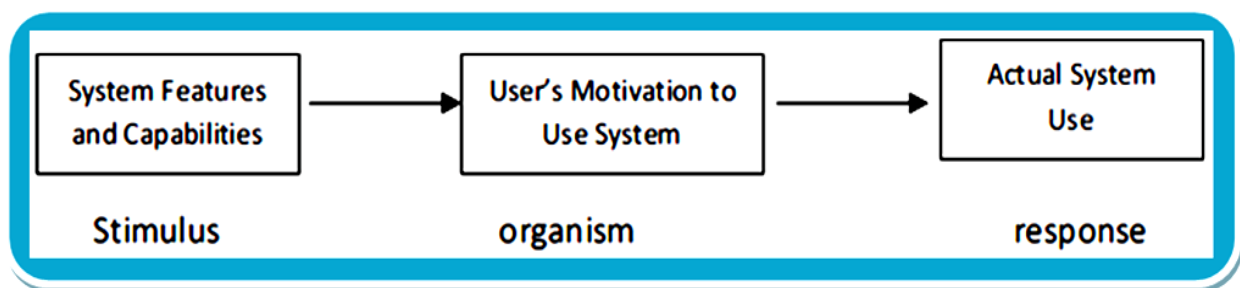 System Features
and Capabilities
User's Motivation to
Use System
Actual System
Use
Stimulus
organism
response